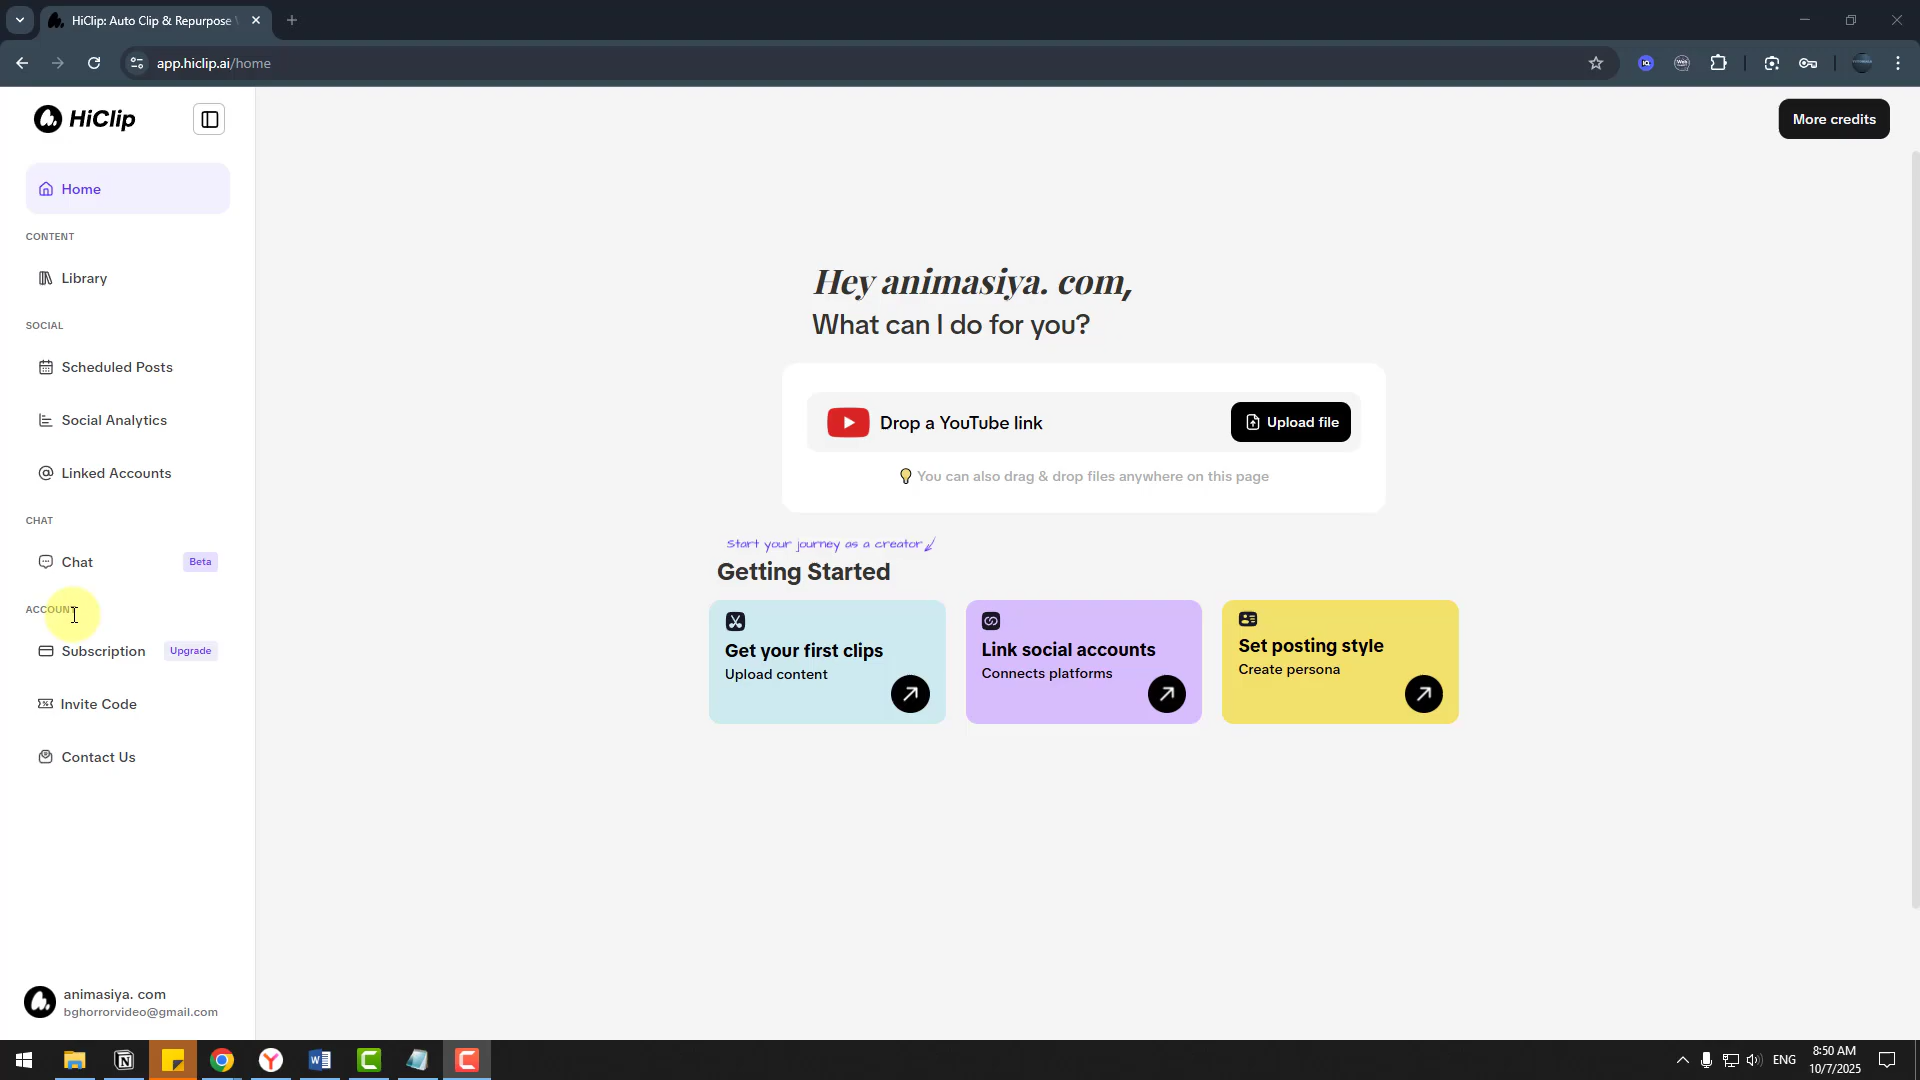 HiClip: Auto Clip & Repurpose
app.hiclip.ai/home
HiClip
More credits
Home
CONTENT
Library
SOCIAL
Scheduled Posts
Social Analytics
Linked Accounts
CHAT
Chat Beta
ACCOUNT
Subscription Upgrade
Invite Code
Contact Us
animasiya. com
bghorrorvideo@gmail.com
Hey animasiya. com,
What can I do for you?
Drop a YouTube link
Upload file
You can also drag & drop files anywhere on this page
Start your journey as a creator
Getting Started
Get your first clips
Upload content
Link social accounts
Connects platforms
Set posting style
Create persona
ENG
8:50 AM
10/7/2025